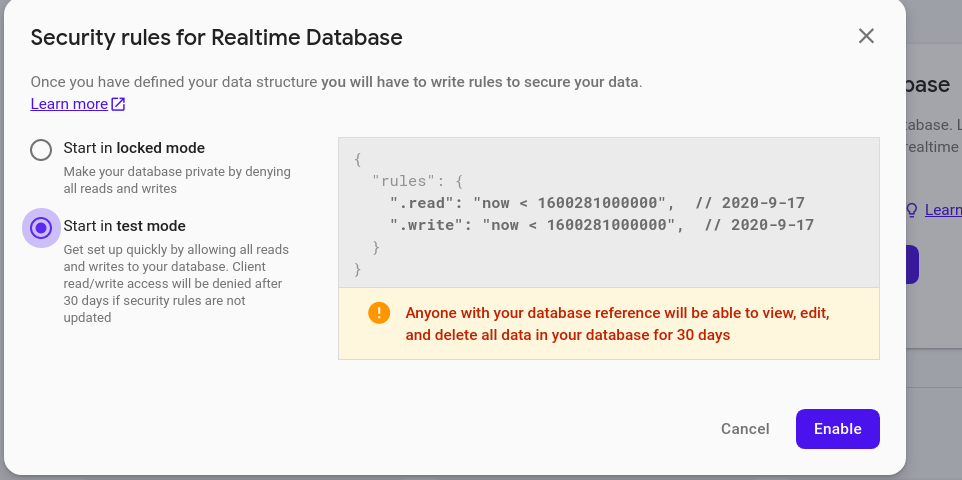 Security rules for Realtime Database
Once you have defined your data structure you will have to write rules to secure your data.
Learn more
Start in locked mode
Make your database private by denying
all reads and writes
Start in test mode
Get set up quickly by allowing all reads
and writes to your database. Client
read/write access will be denied after
30 days if security rules are not
updated
{
"rules": {
".read": "now < 1600281000000", // 2020-9-17
".write": "now < 1600281000000", // 2020-9-17
}
}
Anyone with your database reference will be able to view, edit,
and delete all data in your database for 30 days
Cancel
Enable
realtime
Learn